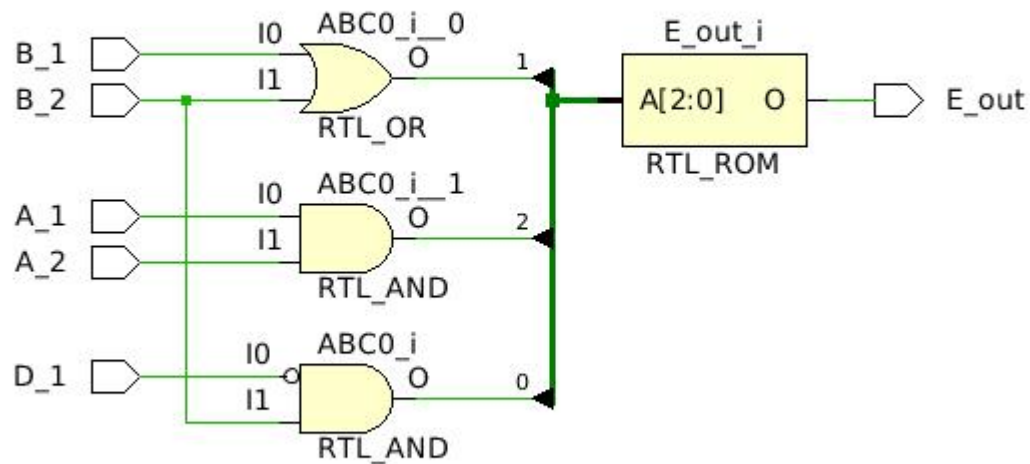 ABC0_i__0
E_out_i
B_1
I0
O
1
B_2
I1
A[2:0]
O
E_out
RTL_OR
RTL_ROM
ABC0_i__1
A_1
I0
O
2
A_2
I1
RTL_AND
ABC0_i
D_1
I0
O
0
I1
RTL_AND